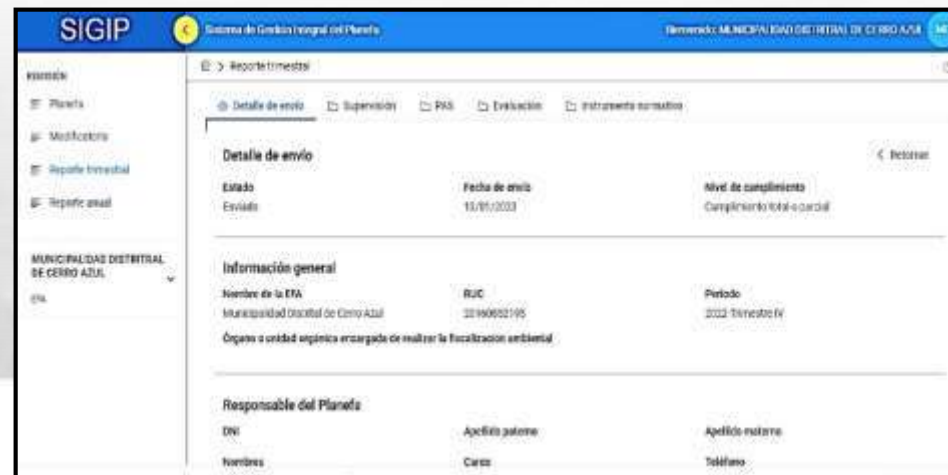 SIGIP
Sistema de Gestión Integral del Planefa
Bienvenido: MUNICIPALIDAD DISTRITRAL DE CERRO AZUL
Reporte trimestral
Planefa
Modificatoria
Reporte trimestral
Reporte anual
MUNICIPALIDAD DISTRITRAL
DE CERRO AZUL
EFA
Detalle de envío Supervisión PAS Evaluación Instrumento normativo
Detalle de envío
Retornar
Estado Fecha de envío Nivel de cumplimiento
Enviado Cumplimiento total o parcial
Información general
Nombre de la EFA RUC Periodo
Municipalidad Distrital de Cerro Azul 2022-Trimestre IV
Órgano o unidad orgánica encargada de realizar la fiscalización ambiental
Responsable del Planefa
DNI Apellido paterno Apellido materno
Nombres Cargo Teléfono